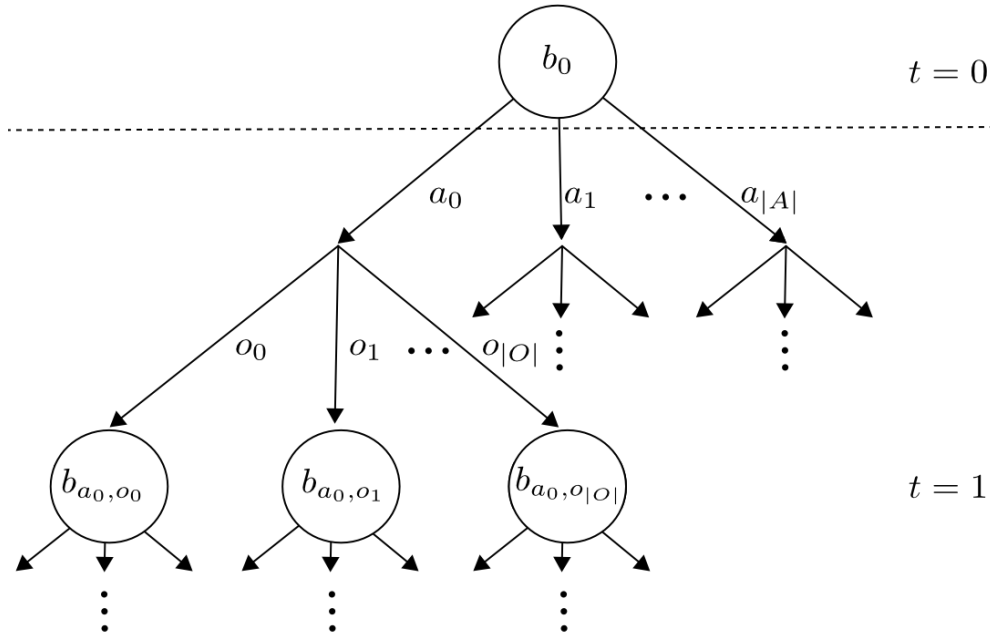 b_0
t = 0
a_0 a_1 ⋯ a_{|A|}
o_0 o_1 ⋯ o_{|O|}
b_{a_0,o_0} b_{a_0,o_1} b_{a_0,o_{|O|}} t = 1